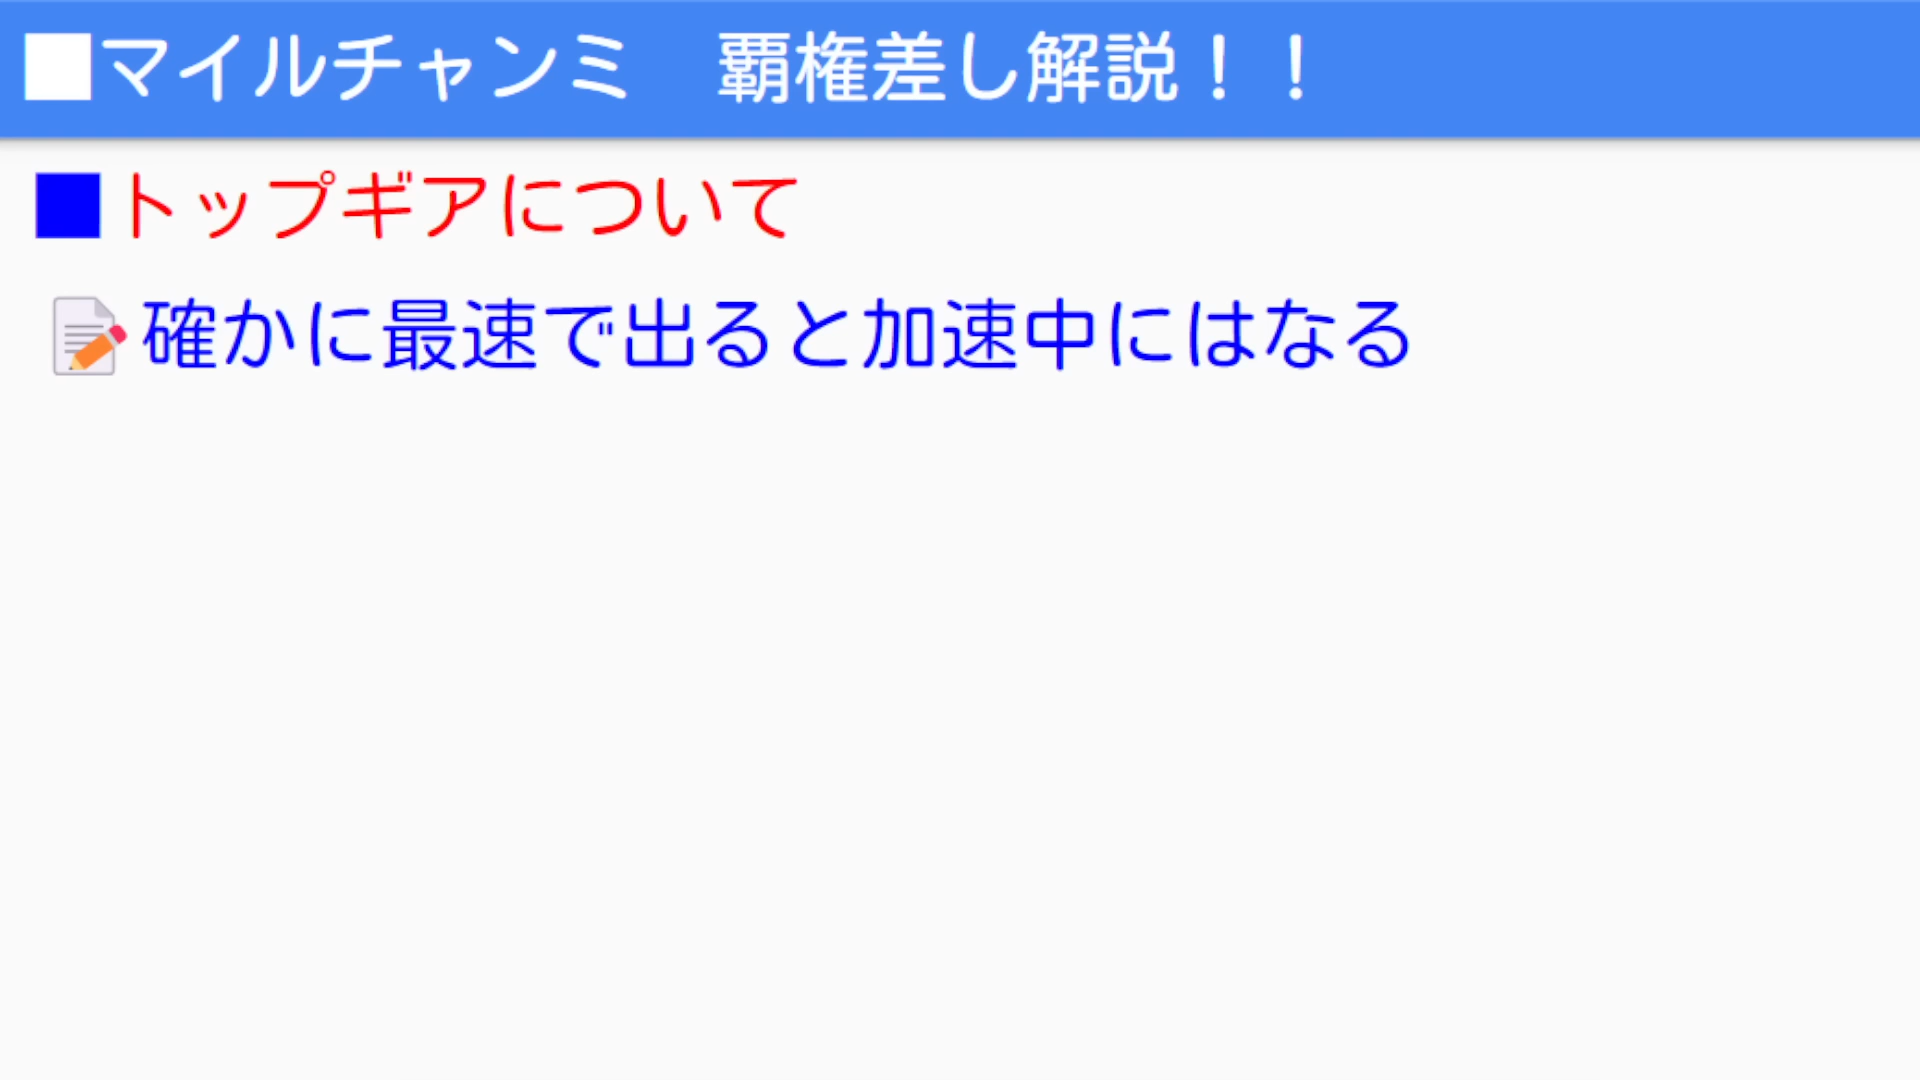 ■マイルチャンミ　覇権差し解説！！
■トップギアについて
📝確かに最速で出ると加速中にはなる